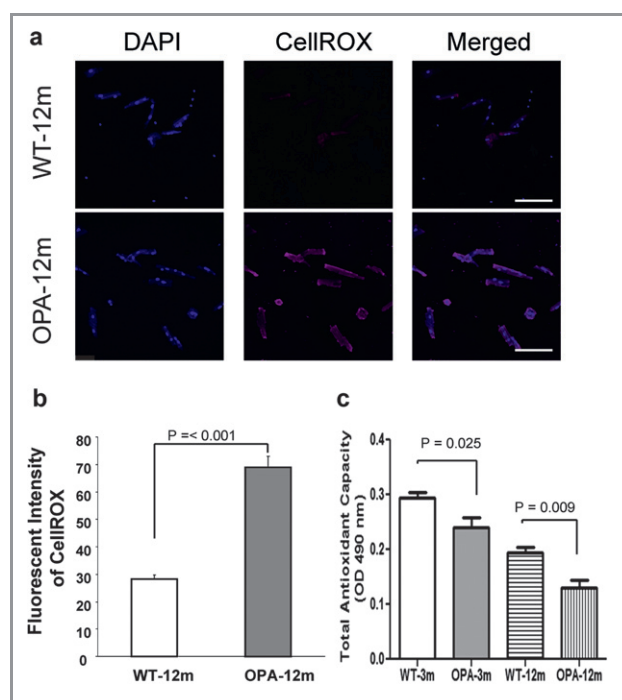 a
DAPI CellROX Merged
WT-12m
OPA-12m
b
P =< 0.001
Fluorescent Intensity
of CellROX
80
70
60
50
40
30
20
10
0
WT-12m OPA-12m
c
P = 0.025
P = 0.009
Total Antioxidant Capacity
(OD 490 nm)
0.4
0.3
0.2
0.1
0.0
WT-3m OPA-3m WT-12m OPA-12m